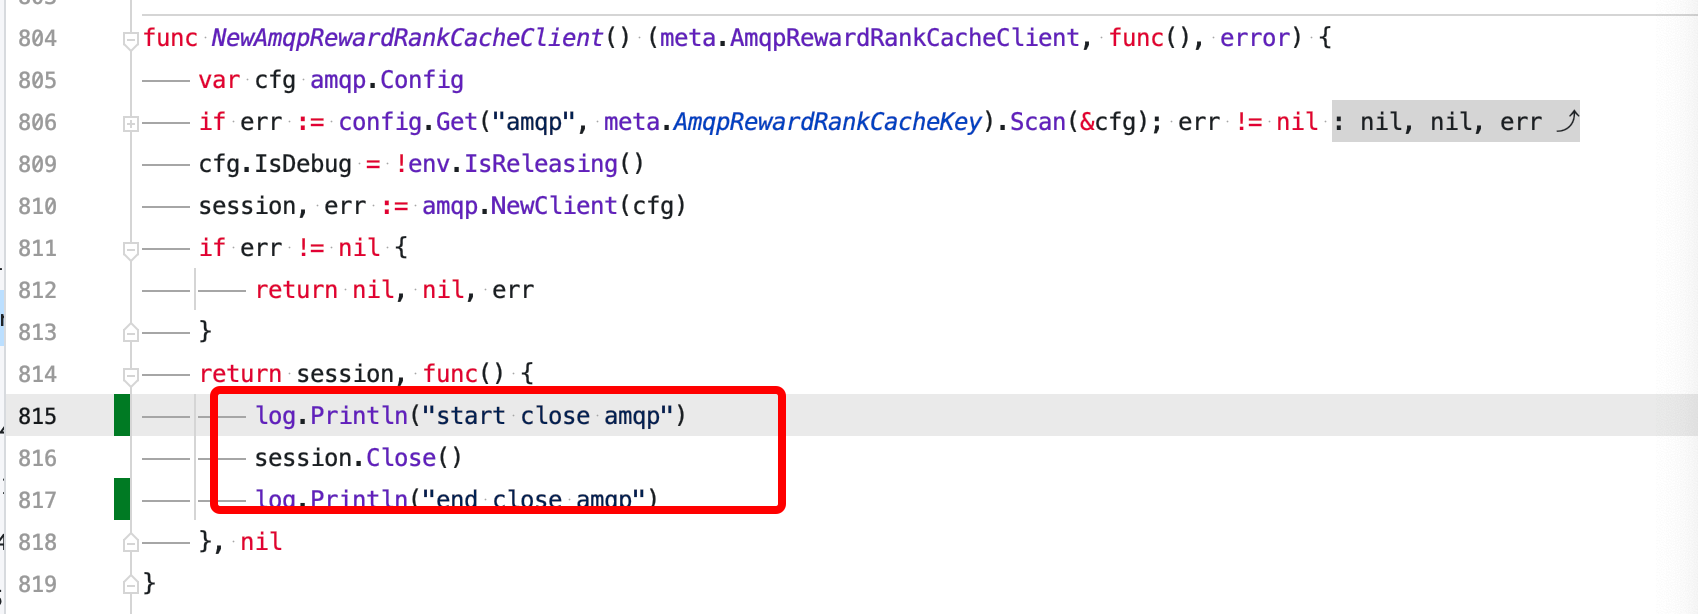 804 func NewAmqpRewardRankCacheClient() (meta.AmqpRewardRankCacheClient, func(), error) {
805 var cfg amqp.Config
806 if err := config.Get("amqp", meta.AmqpRewardRankCacheKey).Scan(&cfg); err != nil : nil, nil, err
809 cfg.IsDebug = !env.IsReleasing()
810 session, err := amqp.NewClient(cfg)
811 if err != nil {
812 return nil, nil, err
813 }
814 return session, func() {
815 log.Println("start close amqp")
816 session.Close()
817 log.Println("end close amqp")
818 }, nil
819 }